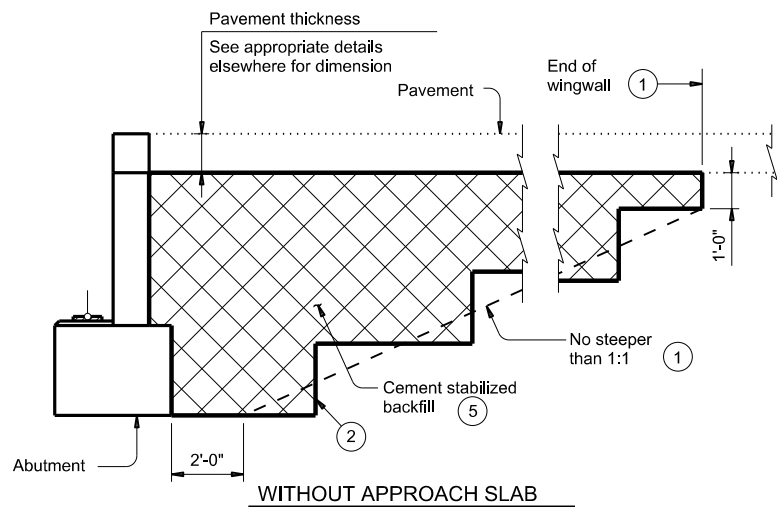 Pavement thickness
See appropriate details
elsewhere for dimension
Pavement
End of
wingwall 1
1'-0"
No steeper
than 1:1 1
Cement stabilized
backfill 5
2
Abutment
2'-0"
WITHOUT APPROACH SLAB